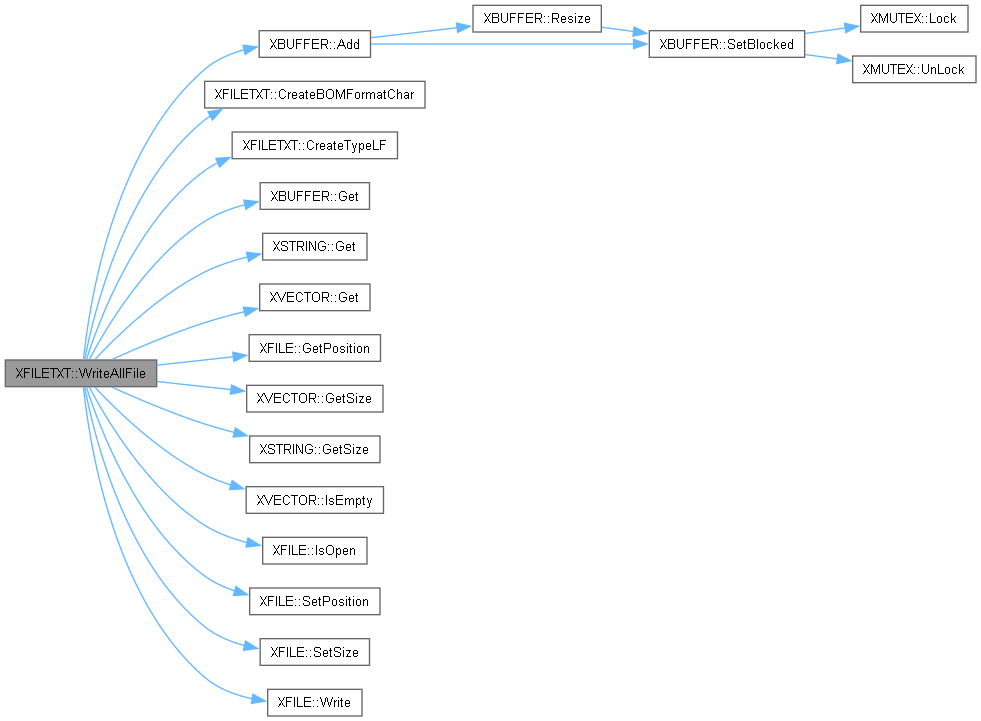 XBUFFER::Resize
XMUTEX::Lock
XBUFFER::Add
XBUFFER::SetBlocked
XMUTEX::UnLock
XFILETXT::CreateBOMFormatChar
XFILETXT::CreateTypeLF
XBUFFER::Get
XSTRING::Get
XVECTOR::Get
XFILE::GetPosition
XFILETXT::WriteAllFile
XVECTOR::GetSize
XSTRING::GetSize
XVECTOR::IsEmpty
XFILE::IsOpen
XFILE::SetPosition
XFILE::SetSize
XFILE::Write